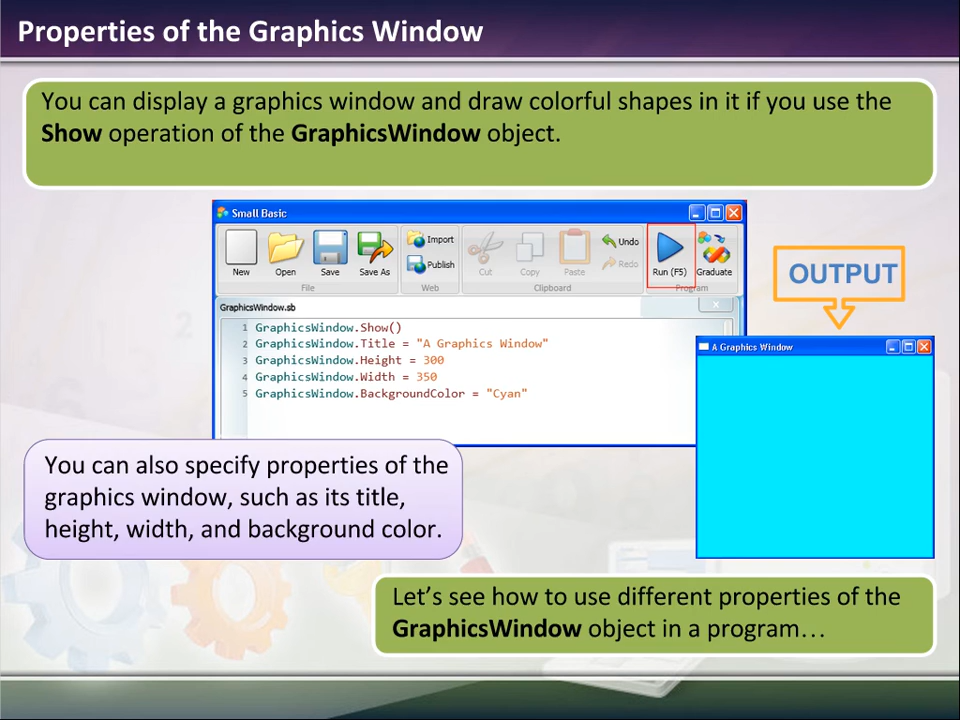 Properties of the Graphics Window
You can display a graphics window and draw colorful shapes in it if you use the
Show operation of the GraphicsWindow object.
Small Basic
New
Open
Save
Save As
File
Import
Publish
Web
Cut
Copy
Paste
Undo
Redo
Clipboard
Run (F5)
Graduate
Program
GraphicsWindow.sb
1 GraphicsWindow.Show()
2 GraphicsWindow.Title = "A Graphics Window"
3 GraphicsWindow.Height = 300
4 GraphicsWindow.Width = 350
5 GraphicsWindow.BackgroundColor = "Cyan"
OUTPUT
A Graphics Window
You can also specify properties of the
graphics window, such as its title,
height, width, and background color.
Let’s see how to use different properties of the
GraphicsWindow object in a program…